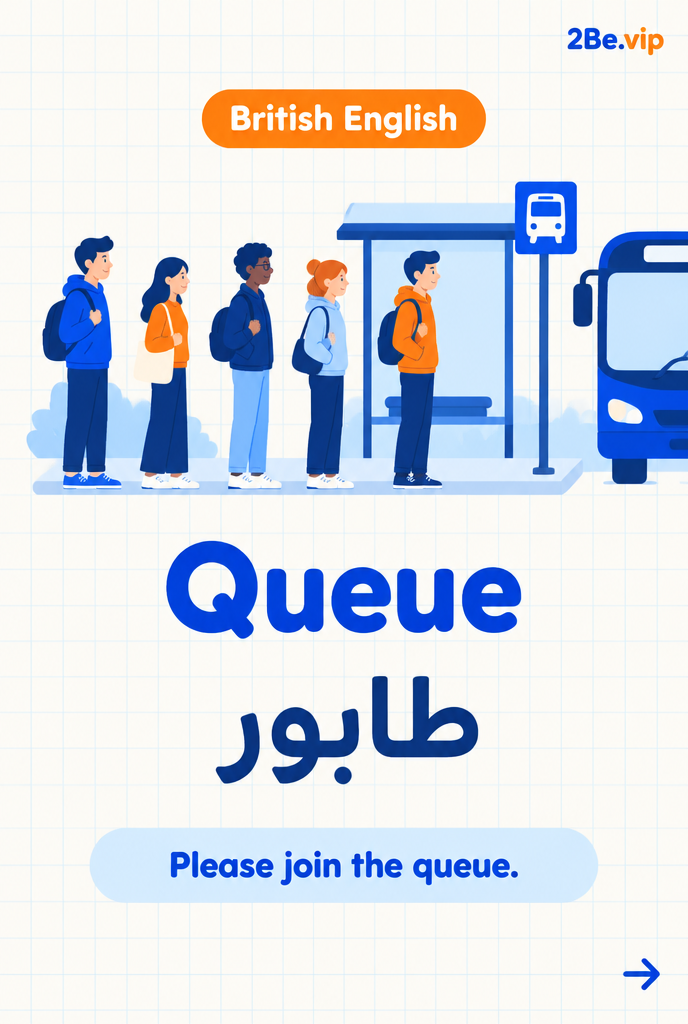 2Be.vip
British English
Queue
طابور
Please join the queue.